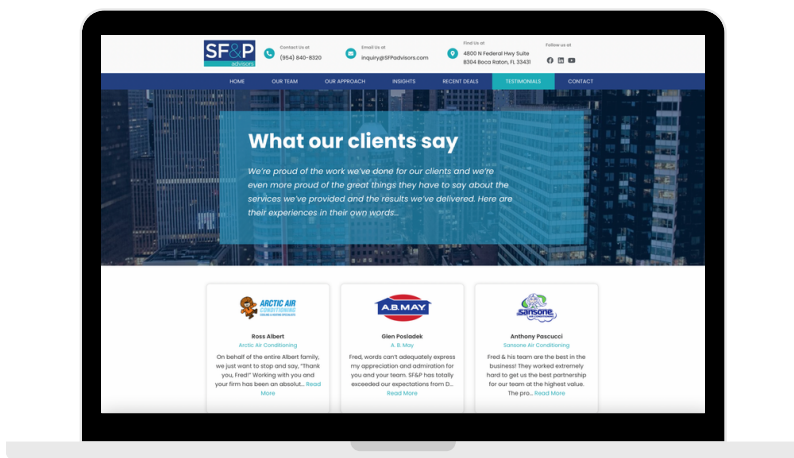 SF&P
advisors
Contact Us at
(954) 840-8320
Email Us at
inquiry@SFPadvisors.com
Find Us at
4800 N Federal Hwy Suite
B304 Boca Raton, FL 33431
Follow us at
HOME
OUR TEAM
OUR APPROACH
INSIGHTS
RECENT DEALS
TESTIMONIALS
CONTACT
What our clients say
We're proud of the work we've done for our clients and we're
even more proud of the great things they have to say about the
services we've provided and the results we've delivered. Here are
their experiences in their own words...
ARCTIC AIR
CONDITIONING
Ross Albert
Arctic Air Conditioning
On behalf of the entire Albert family,
we just want to stop and say, "Thank
you, Fred!" Working with you and
your firm has been an absolut... Read
More
A.B.MAY
Glen Posladek
A. B. May
Fred, words can't adequately express
my appreciation and admiration for
you and your team. SF&P has totally
exceeded our expectations from D...
Read More
sansone
Anthony Pascucci
Sansone Air Conditioning
Fred & his team are the best in the
business! They worked extremely
hard to get us the best partnership
for our team at the highest value.
The pro... Read More